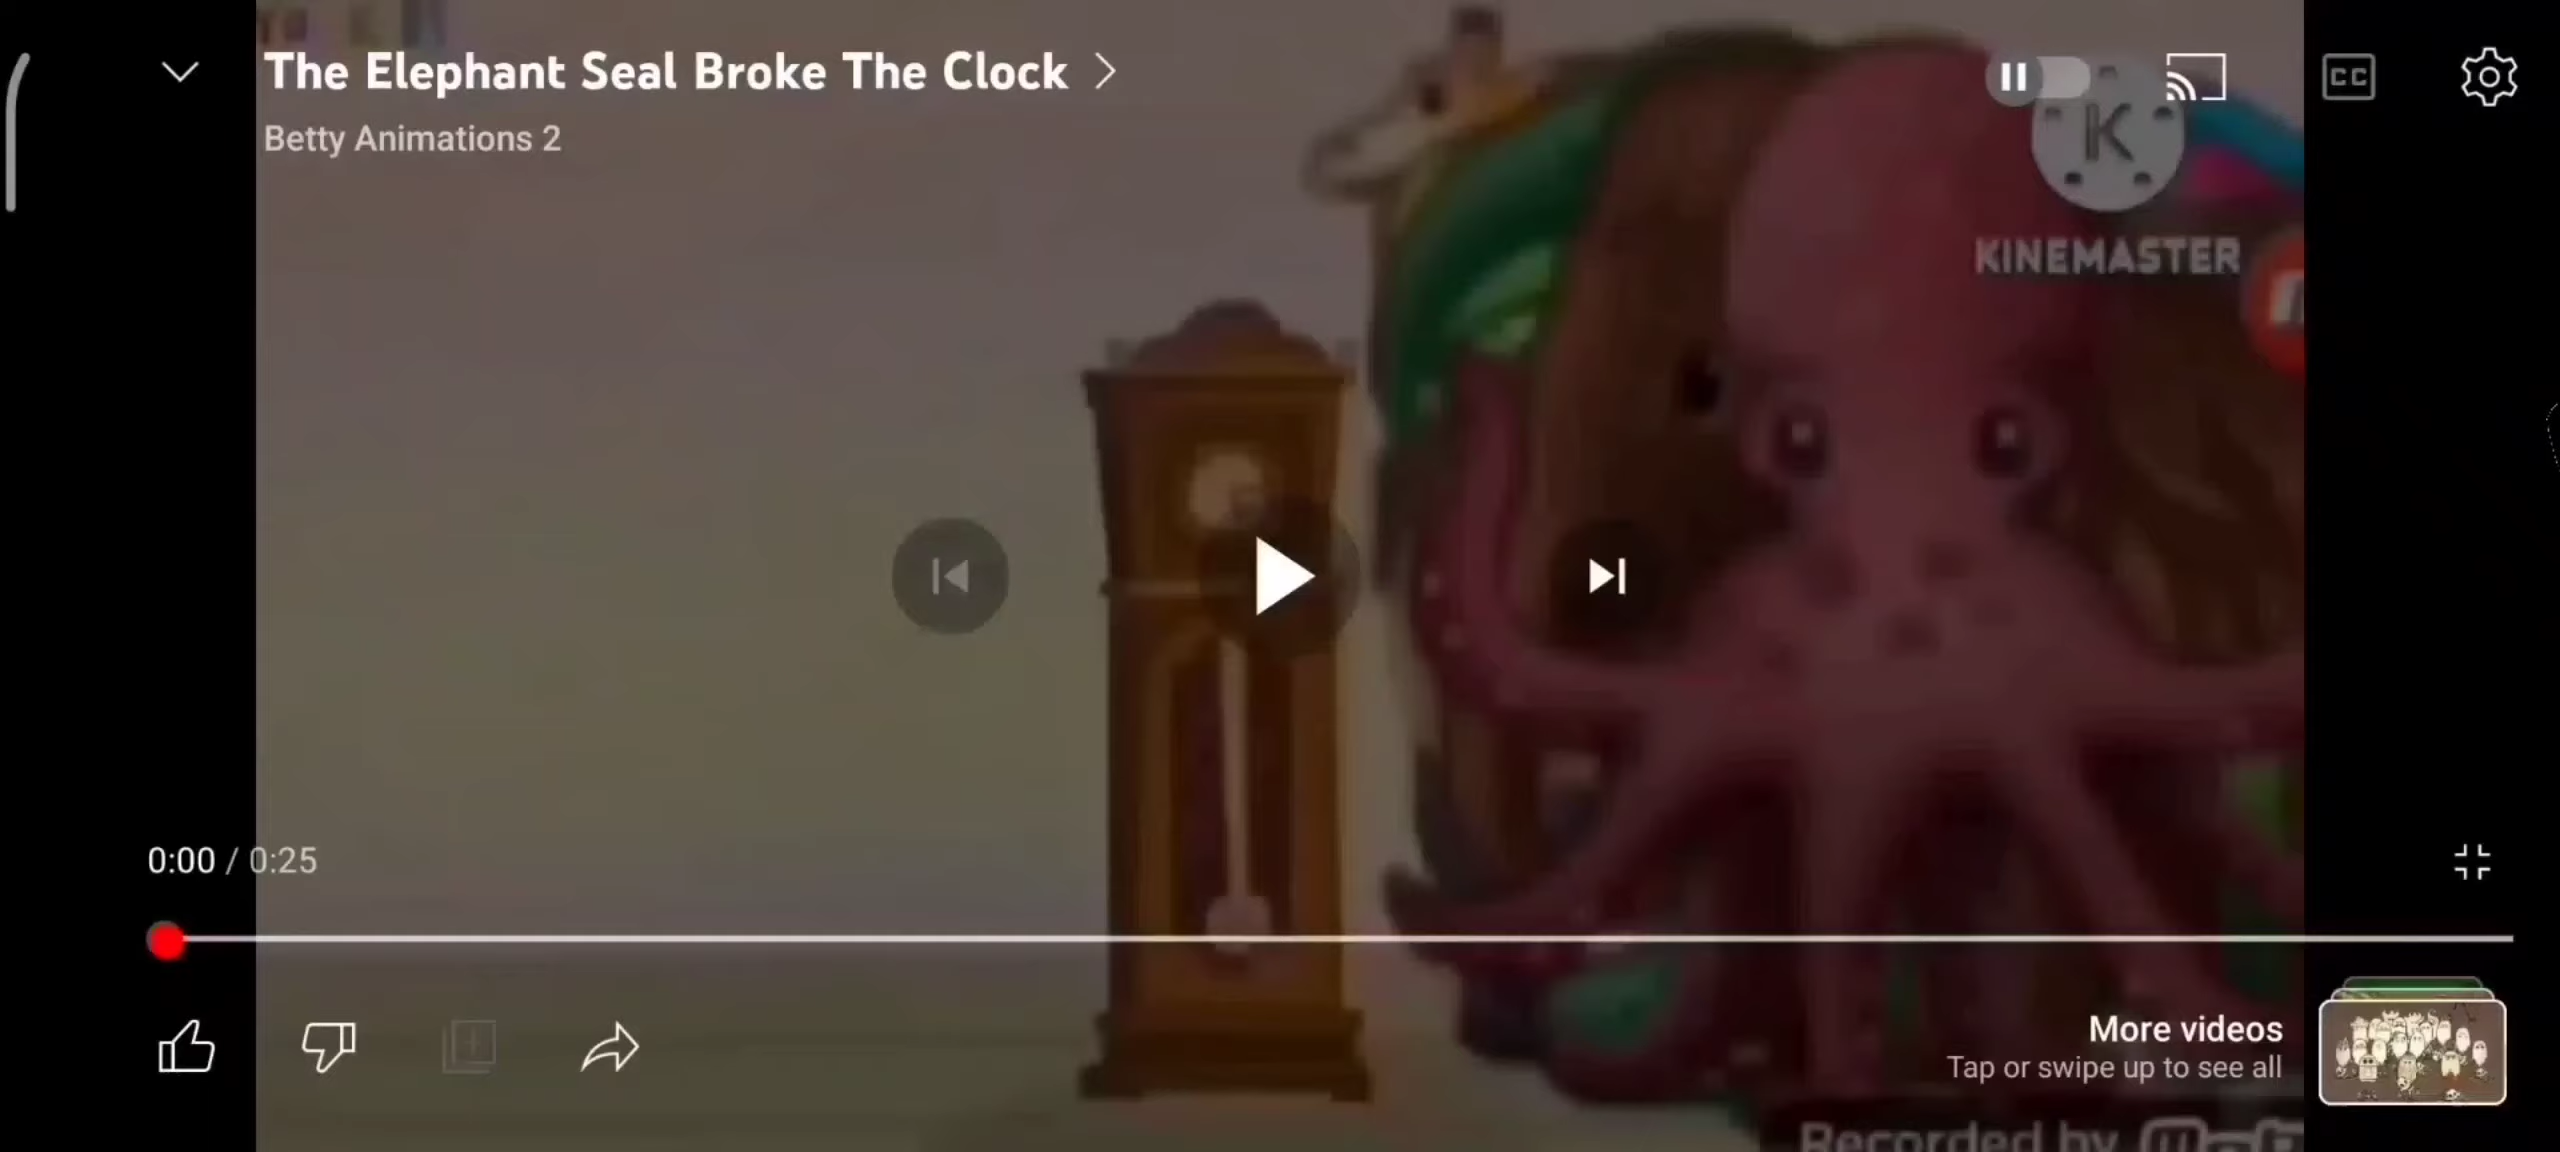 The Elephant Seal Broke The Clock
Betty Animations 2
CC
K
KINEMASTER
0:00 / 0:25
More videos
Tap or swipe up to see all
Recorded by